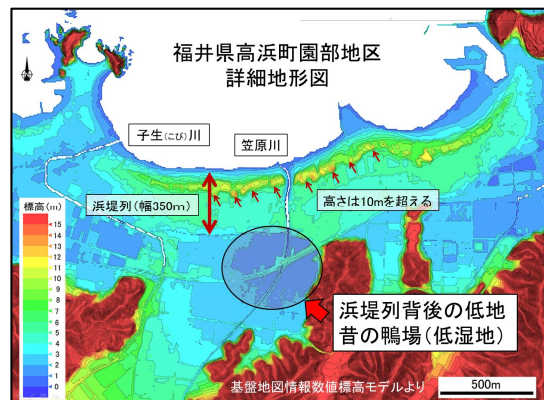 福井県高浜町園部地区
詳細地形図
子生(こび)川
笠原川
浜堤列(幅350m)
高さは10mを超える
標高(m)
15
14
13
12
11
10
9
8
7
6
5
4
3
2
1
0
浜堤列背後の低地
昔の鴨場(低湿地)
基盤地図情報数値標高モデルより
500m